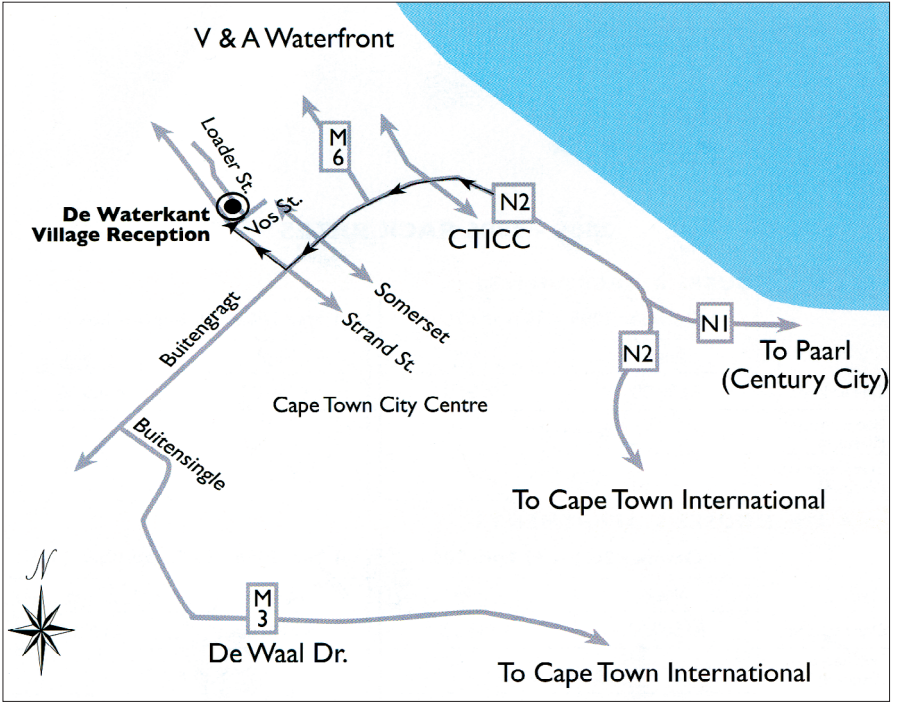 V & A Waterfront
M
6
Loader St.
N2
De Waterkant
Village Reception
Vos St.
CTICC
Somerset
Strand St.
Buitengragt
N1
N2
To Paarl
(Century City)
Cape Town City Centre
Buitensingle
To Cape Town International
N
M
3
De Waal Dr.
To Cape Town International